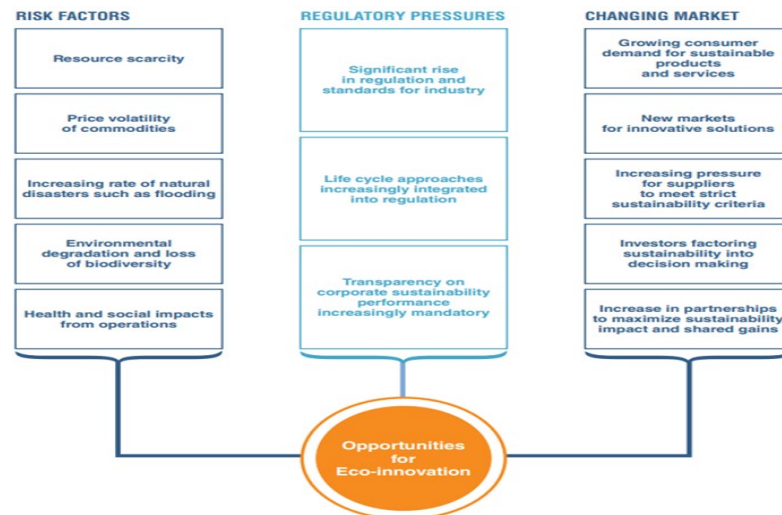 RISK FACTORS
Resource scarcity
Price volatility
of commodities
Increasing rate of natural
disasters such as flooding
Environmental
degradation and loss
of biodiversity
Health and social impacts
from operations
REGULATORY PRESSURES
Significant rise
in regulation and
standards for industry
Life cycle approaches
increasingly integrated
into regulation
Transparency on
corporate sustainability
performance
increasingly mandatory
CHANGING MARKET
Growing consumer
demand for sustainable
products
and services
New markets
for innovative solutions
Increasing pressure
for suppliers
to meet strict
sustainability criteria
Investors factoring
sustainability into
decision making
Increase in partnerships
to maximize sustainability
impact and shared gains
Opportunities
for
Eco-innovation